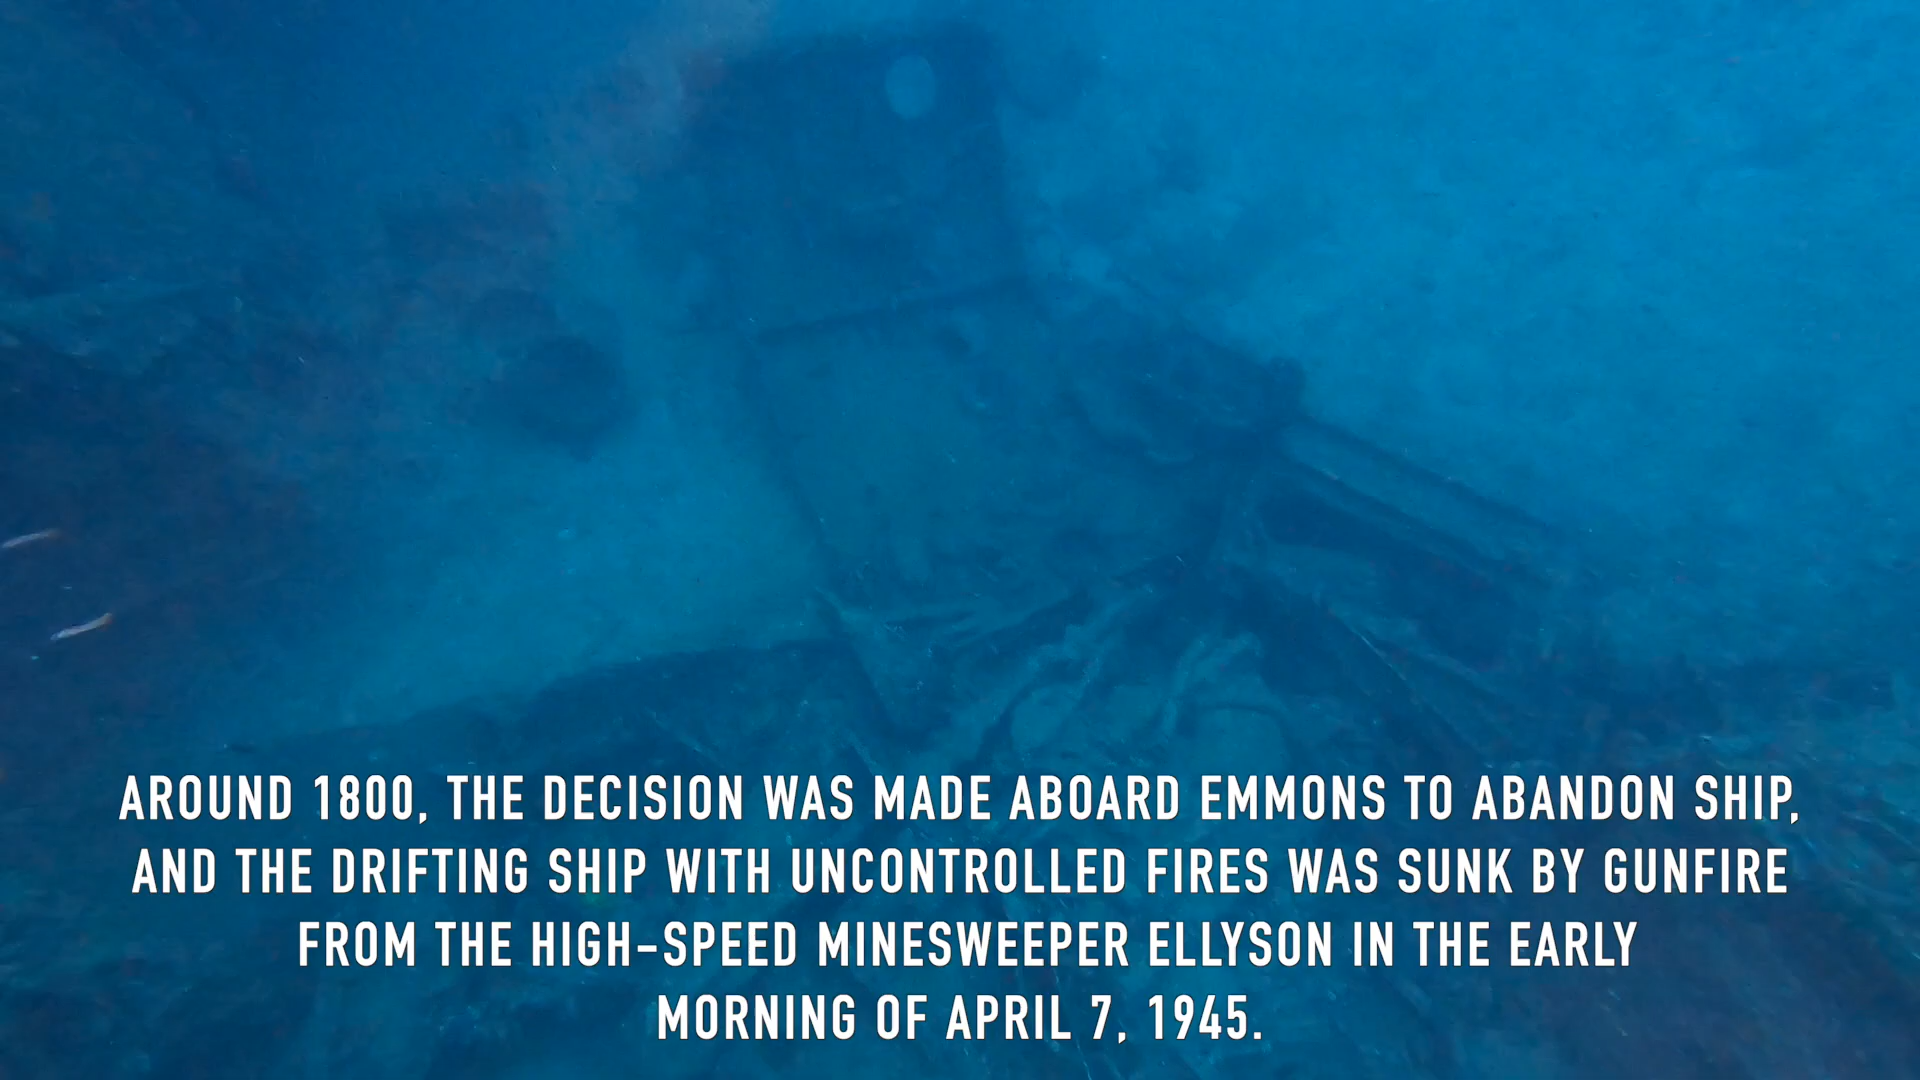 AROUND 1800, THE DECISION WAS MADE ABOARD EMMONS TO ABANDON SHIP,
AND THE DRIFTING SHIP WITH UNCONTROLLED FIRES WAS SUNK BY GUNFIRE
FROM THE HIGH-SPEED MINESWEEPER ELLYSON IN THE EARLY
MORNING OF APRIL 7, 1945.